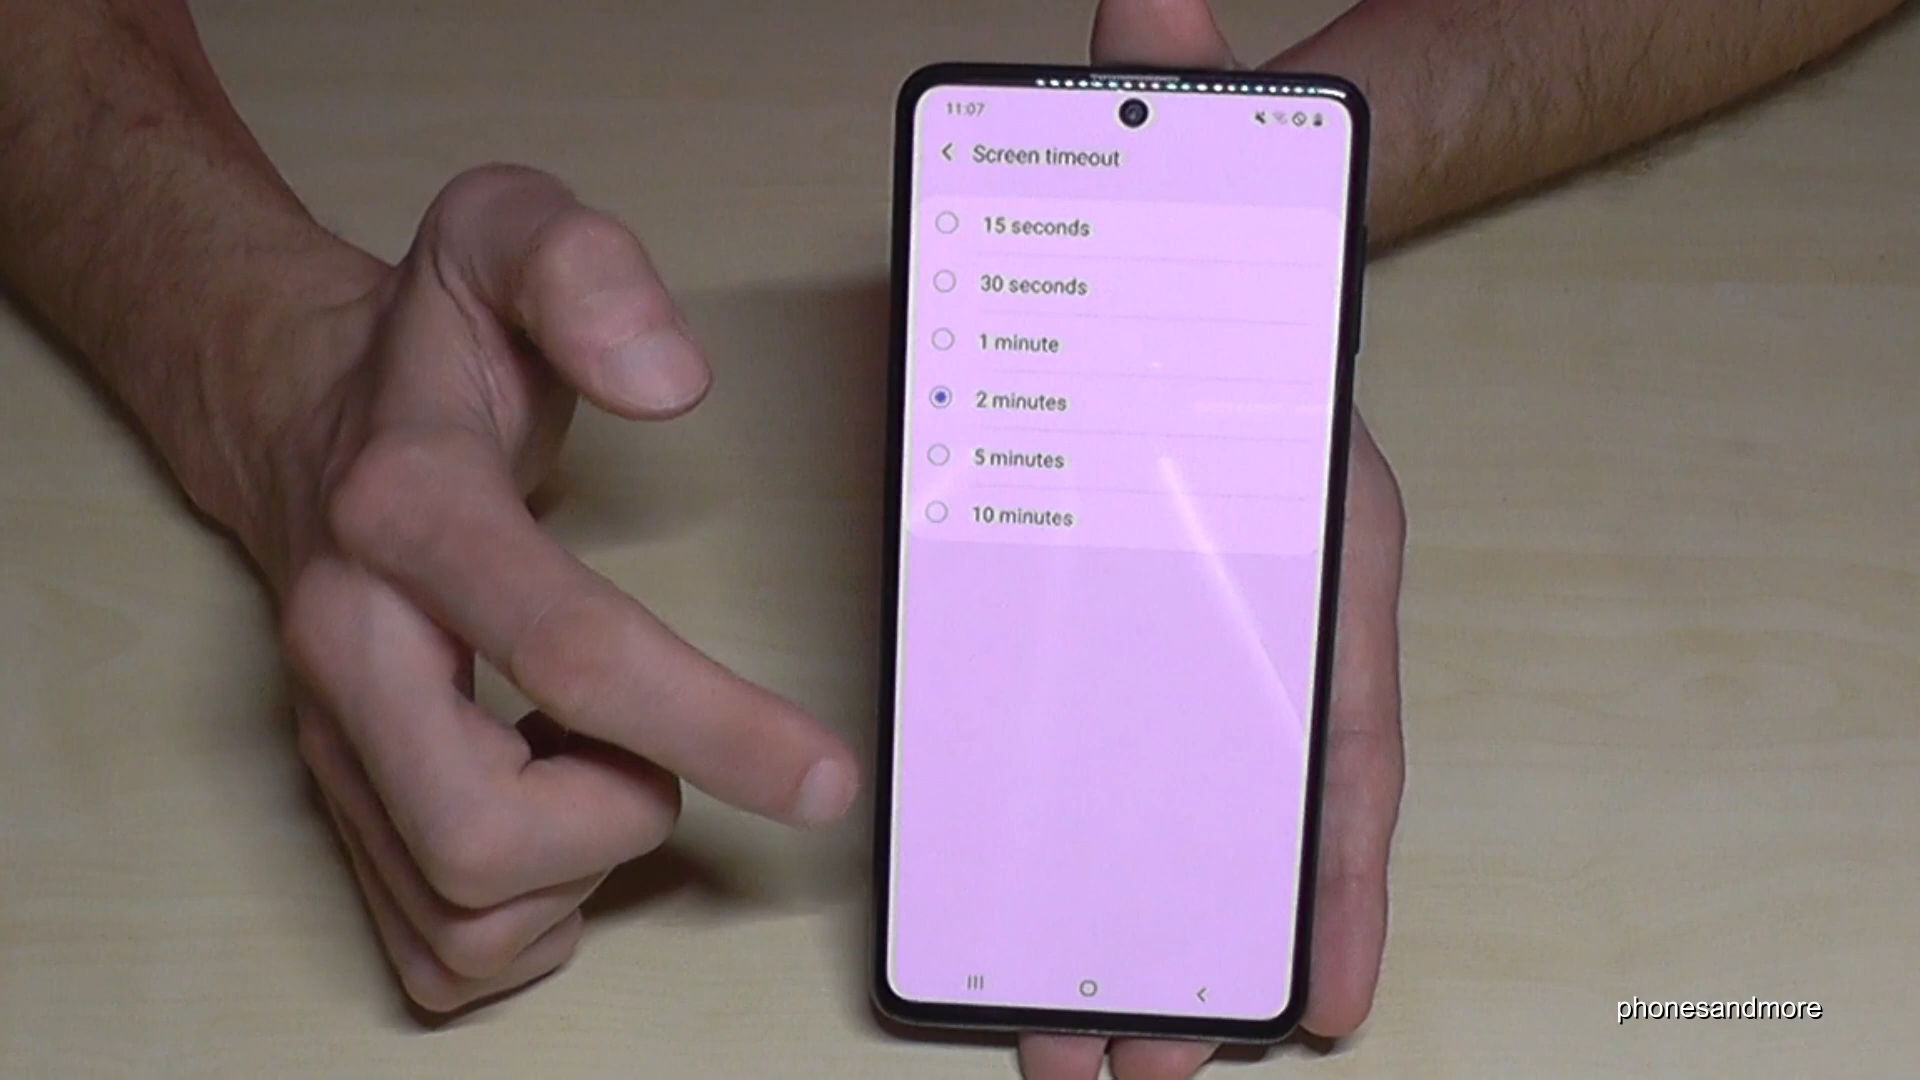 11:07
Screen timeout
15 seconds
30 seconds
1 minute
2 minutes
5 minutes
10 minutes
phonesandmore